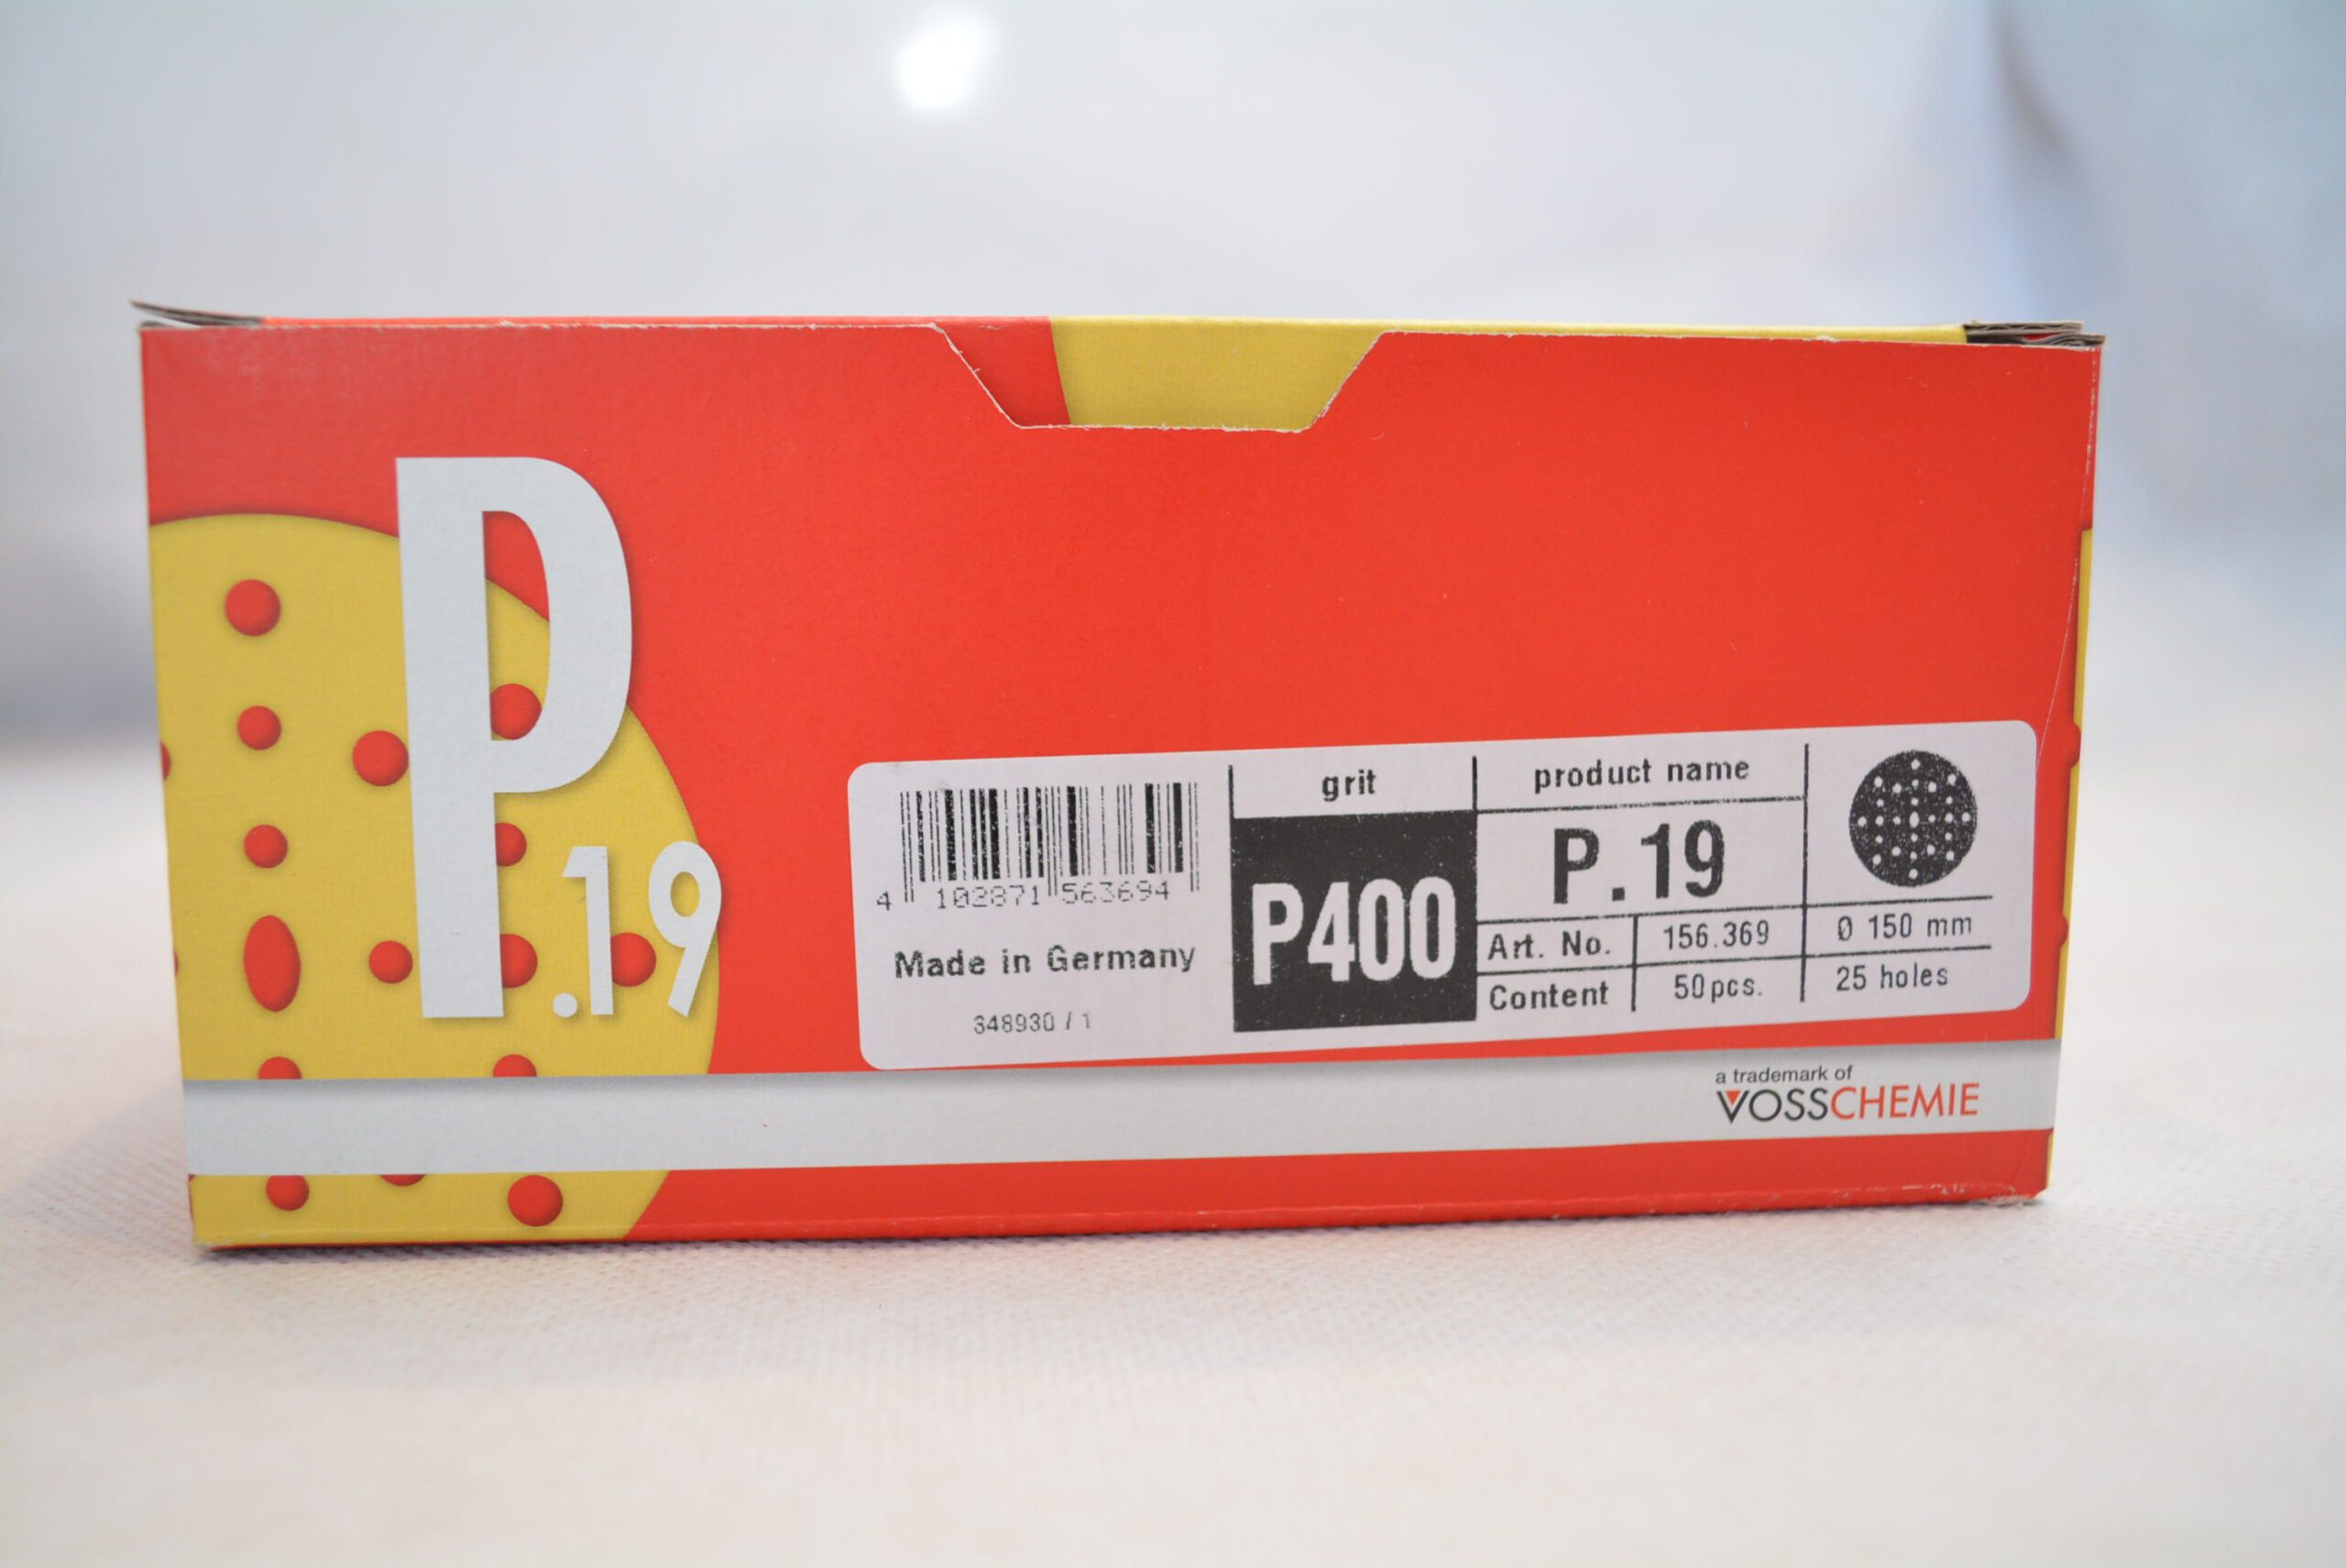 P.19
4 102871 563694
Made in Germany
348930 / 1
grit
P400
product name
P.19
Art. No. 156.369
Content 50pcs.
Ø 150 mm
25 holes
a trademark of
VOSSCHEMIE